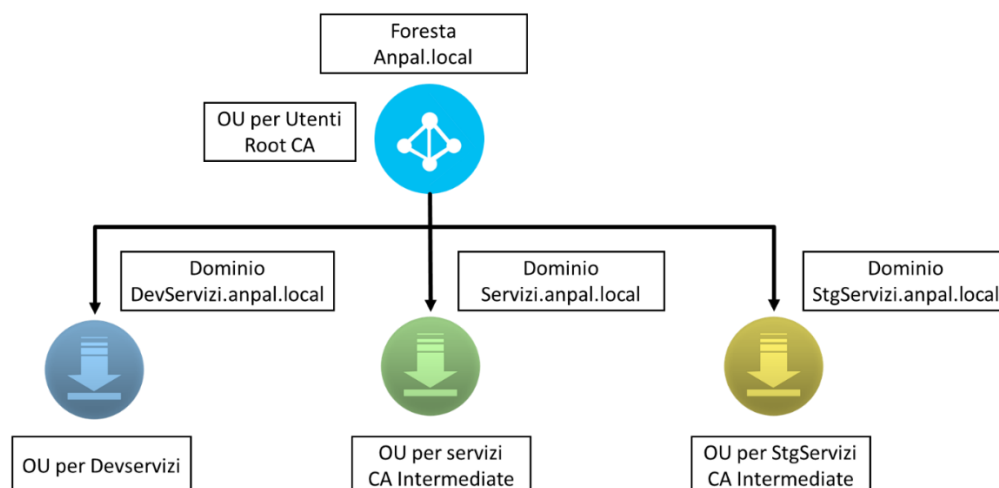 Foresta
Anpal.local
OU per Utenti
Root CA
Dominio
DevServizi.anpal.local
Dominio
Servizi.anpal.local
Dominio
StgServizi.anpal.local
OU per Devservizi
OU per servizi
CA Intermediate
OU per StgServizi
CA Intermediate